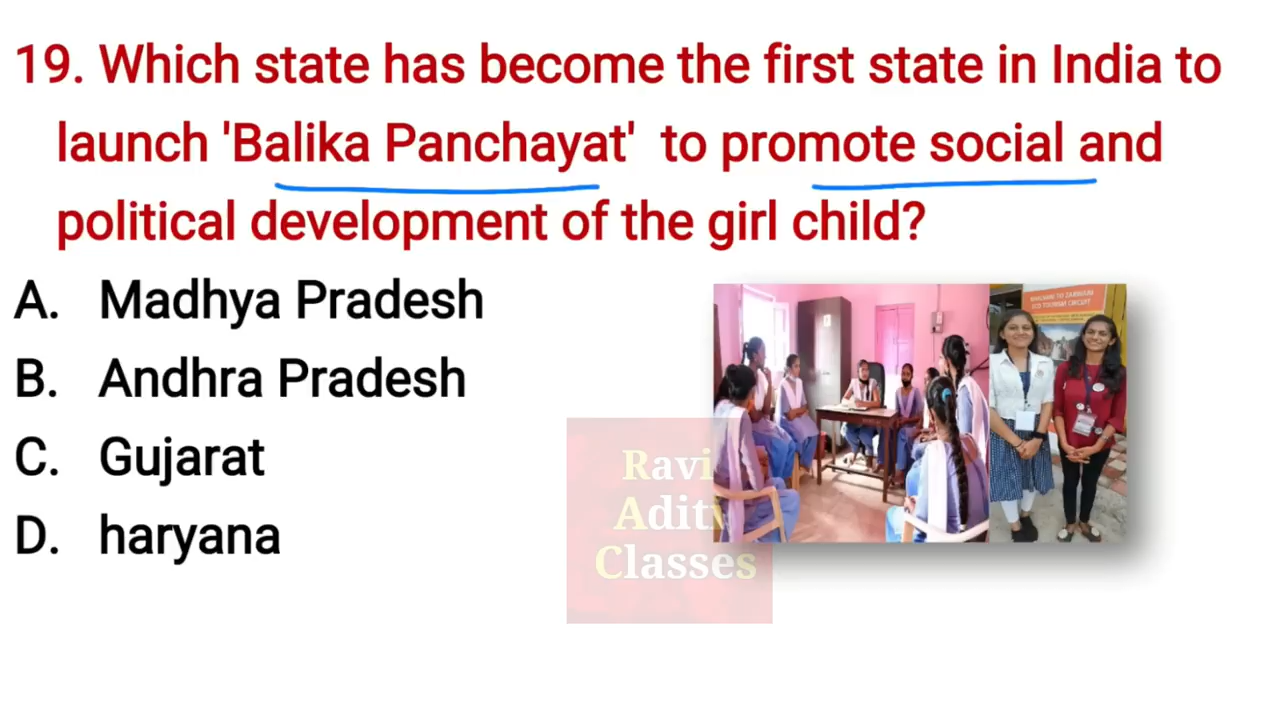 19. Which state has become the first state in India to
launch 'Balika Panchayat' to promote social and
political development of the girl child?
A. Madhya Pradesh
B. Andhra Pradesh
C. Gujarat
D. haryana
Ravi
Classes